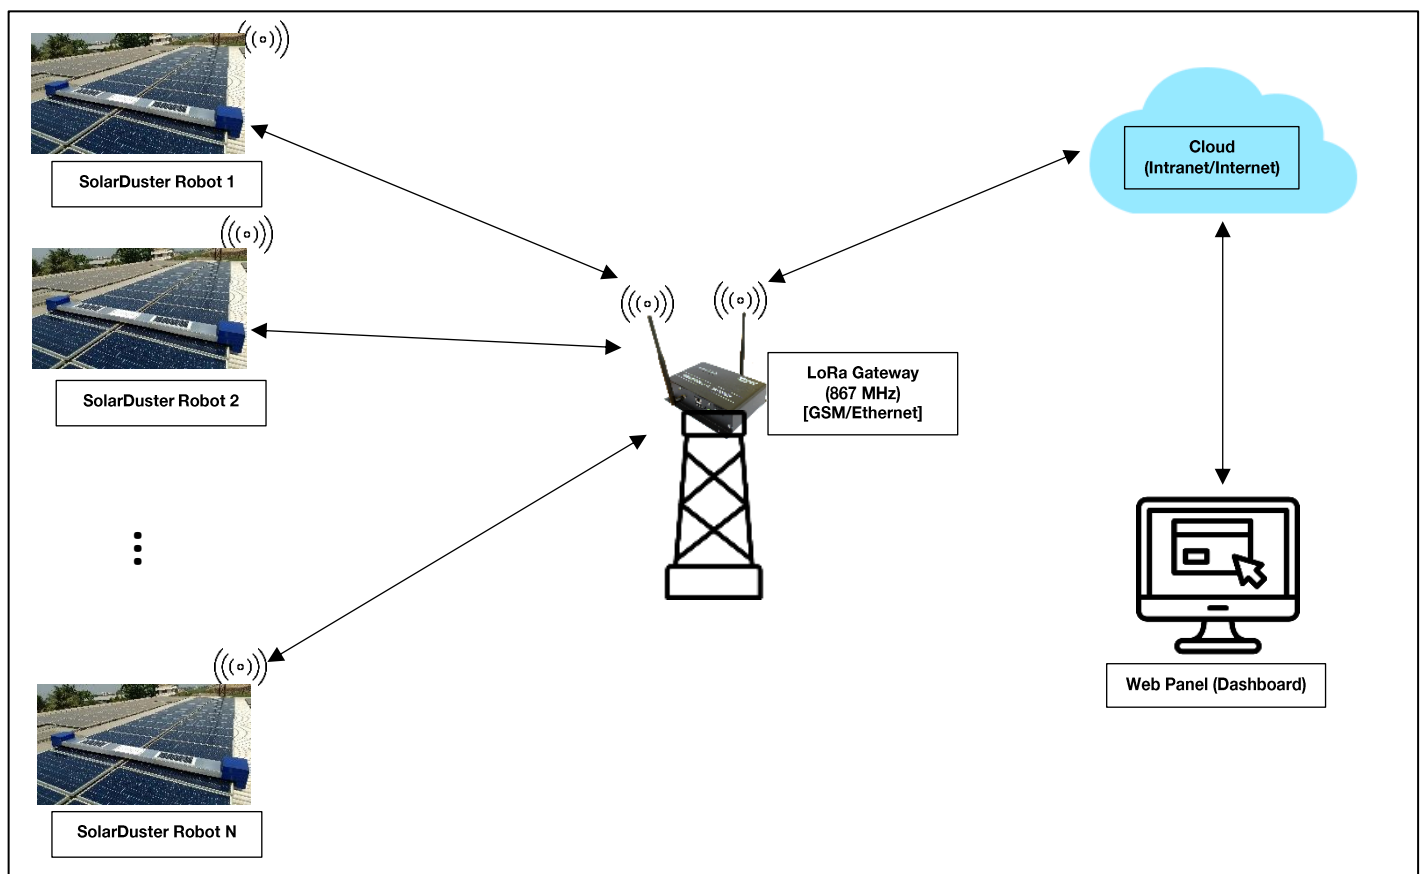 SolarDuster Robot 1
SolarDuster Robot 2
SolarDuster Robot N
LoRa Gateway
(867 MHz)
[GSM/Ethernet]
Cloud
(Intranet/Internet)
Web Panel (Dashboard)